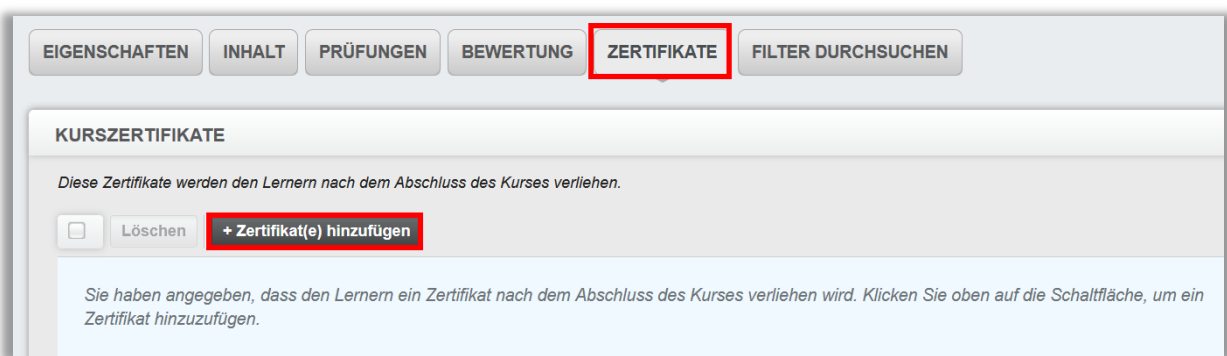 EIGENSCHAFTEN INHALT PRÜFUNGEN BEWERTUNG ZERTIFIKATE FILTER DURCHSUCHEN
KURSZERTIFIKATE
Diese Zertifikate werden den Lernern nach dem Abschluss des Kurses verliehen.
Löschen + Zertifikat(e) hinzufügen
Sie haben angegeben, dass den Lernern ein Zertifikat nach dem Abschluss des Kurses verliehen wird. Klicken Sie oben auf die Schaltfläche, um ein
Zertifikat hinzuzufügen.